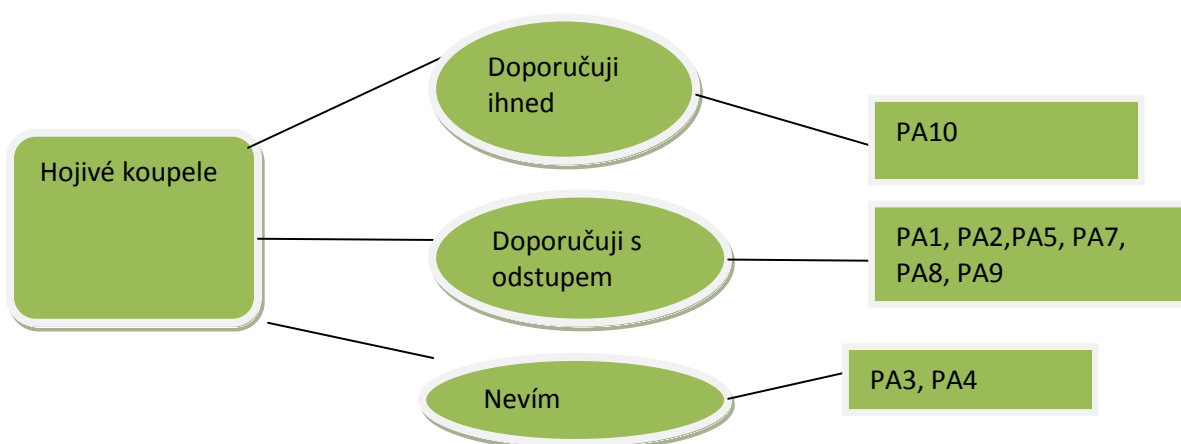 Hojivé koupele
Doporučuji
ihned
PA10
Doporučuji s
odstupem
PA1, PA2,PA5, PA7,
PA8, PA9
Nevím
PA3, PA4